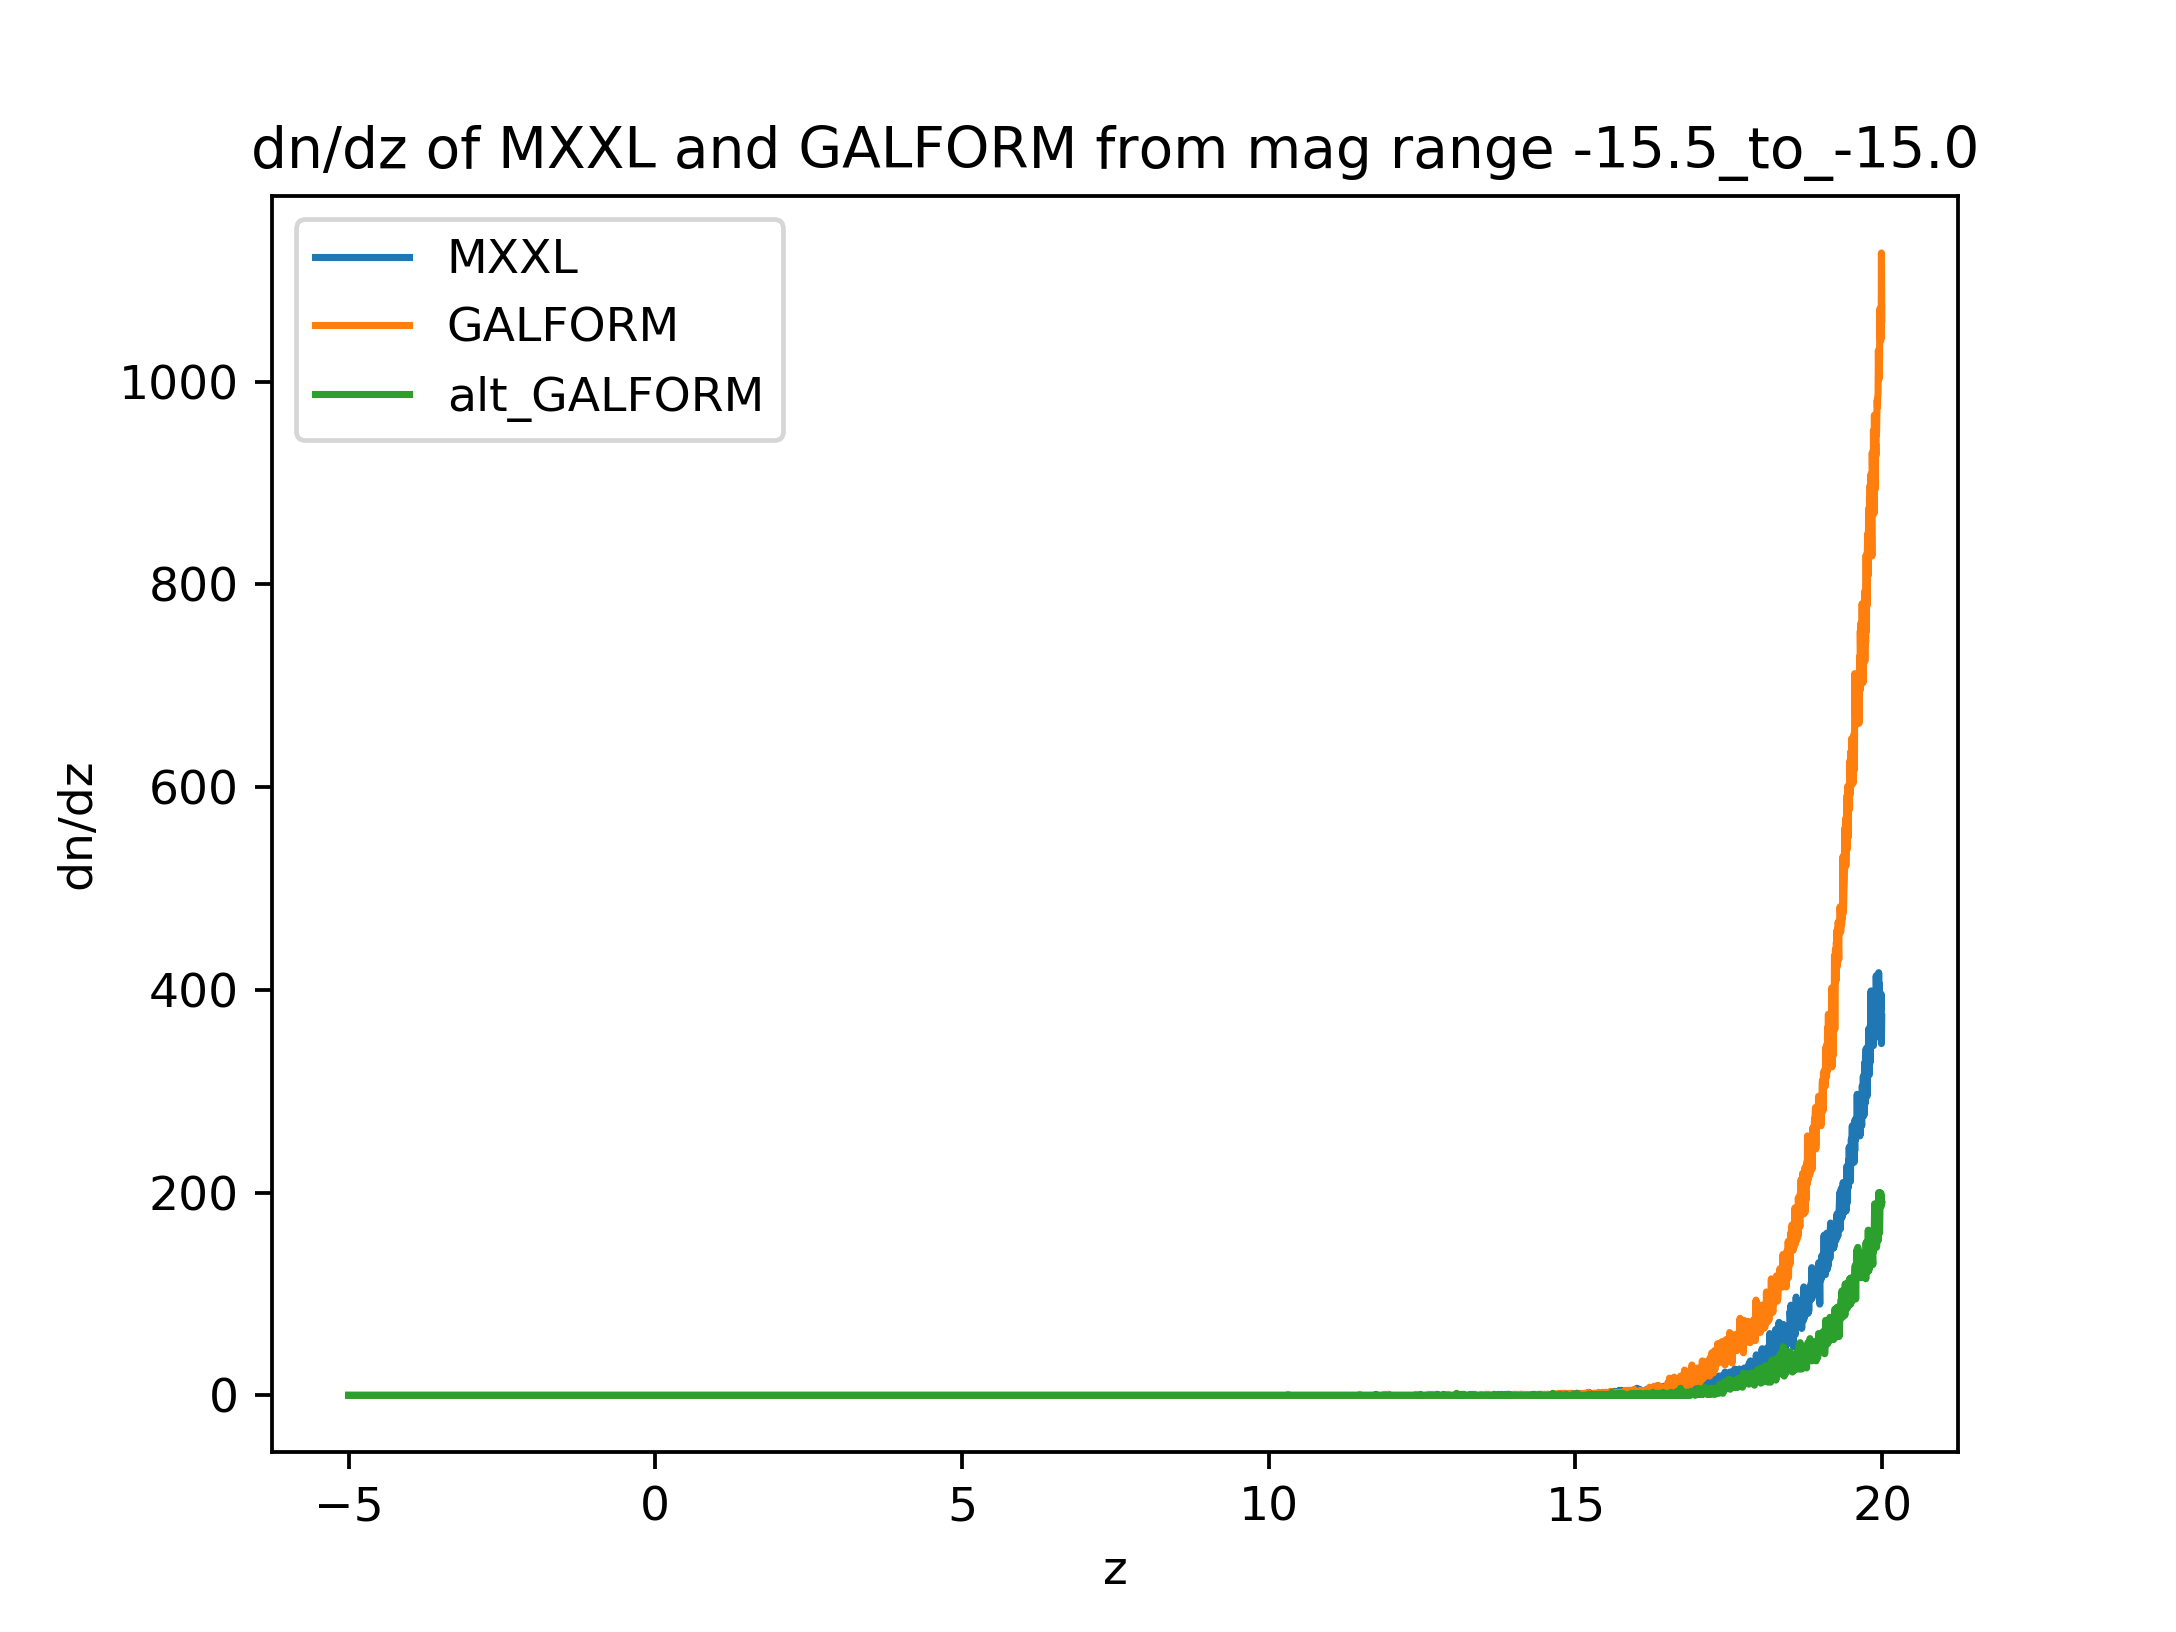 dn/dz of MXXL and GALFORM from mag range -15.5_to_-15.0
MXXL
GALFORM
alt_GALFORM
1000
800
600
400
200
0
dn/dz
−5 0 5 10 15 20
z